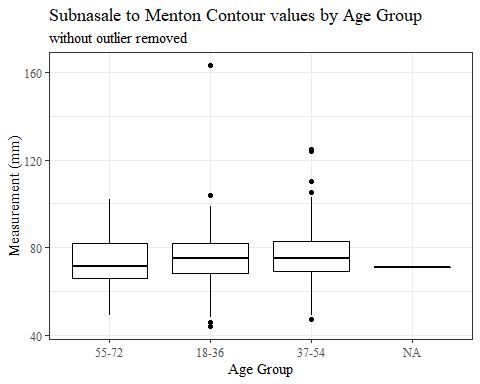 Subnasale to Menton Contour values by Age Group
without outlier removed
Measurement (mm)
160
120
80
40
55-72
18-36
37-54
NA
Age Group